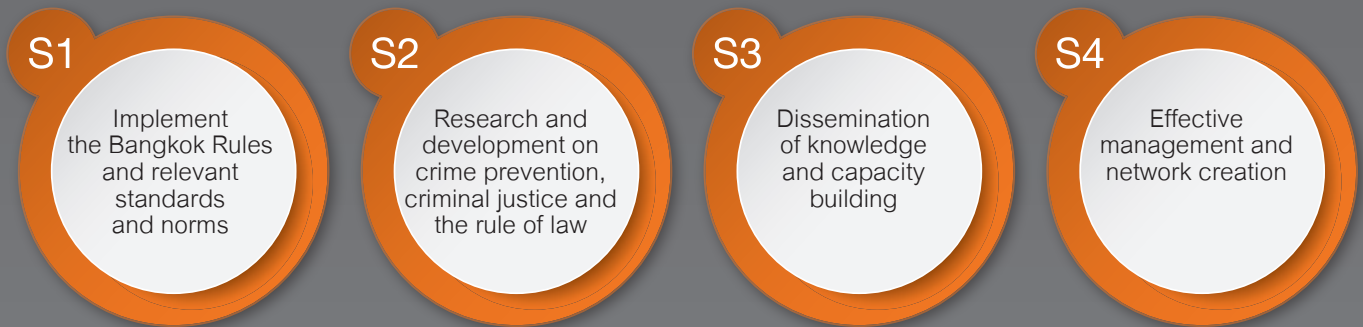 S1
Implement
the Bangkok Rules
and relevant
standards
and norms
S2
Research and
development on
crime prevention,
criminal justice and
the rule of law
S3
Dissemination
of knowledge
and capacity
building
S4
Effective
management and
network creation